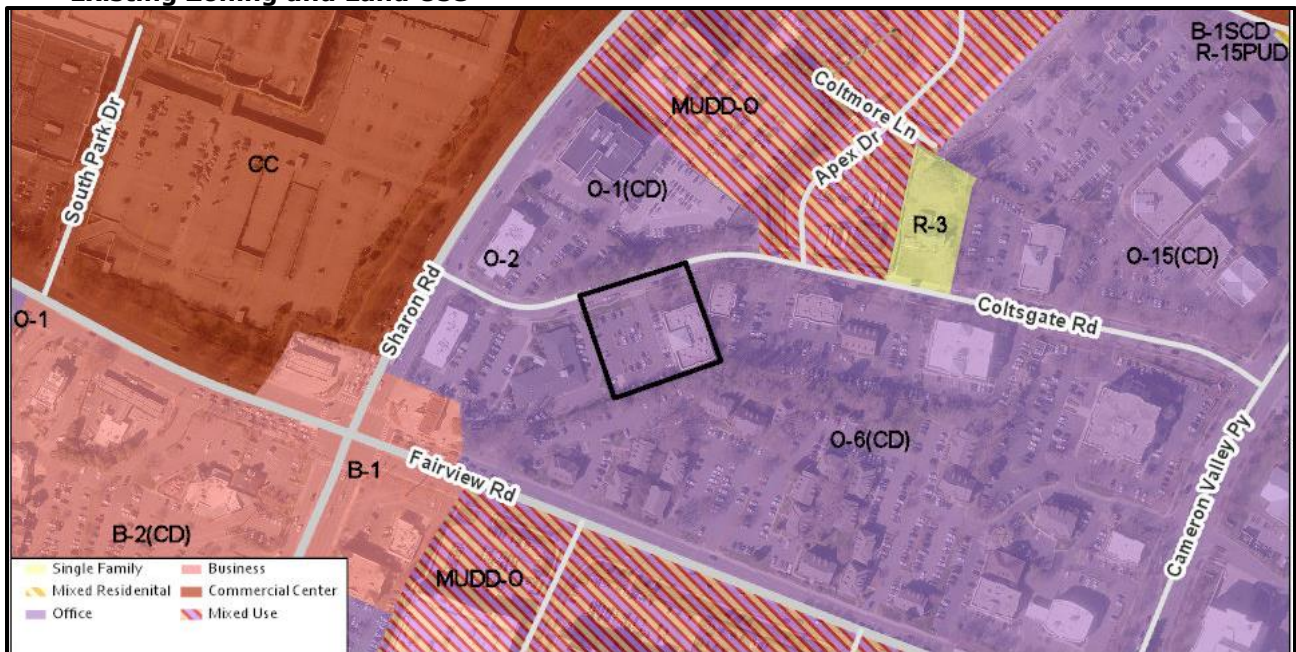 Existing Zoning and Land Use
B-1SCD
R-15PUD
South Park Dr
MUDD-O
Coltmore Ln
CC
Apex Dr
O-1(CD)
R-3
O-2
O-15(CD)
Sharon Rd
Coltsgate Rd
O-1
O-6(CD)
B-1
Fairview Rd
Cameron Valley Py
B-2(CD)
MUDD-O
Single Family
Business
Mixed Residenital
Commercial Center
Office
Mixed Use